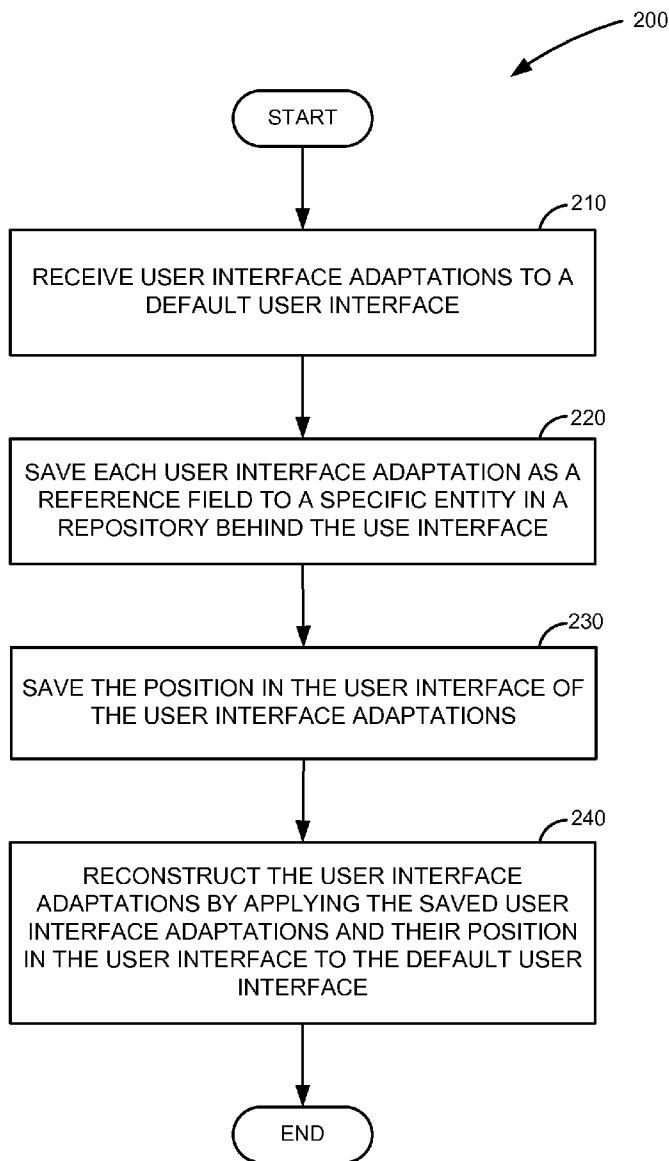 200
START
210
RECEIVE USER INTERFACE ADAPTATIONS TO A
DEFAULT USER INTERFACE
220
SAVE EACH USER INTERFACE ADAPTATION AS A
REFERENCE FIELD TO A SPECIFIC ENTITY IN A
REPOSITORY BEHIND THE USE INTERFACE
230
SAVE THE POSITION IN THE USER INTERFACE OF
THE USER INTERFACE ADAPTATIONS
240
RECONSTRUCT THE USER INTERFACE
ADAPTATIONS BY APPLYING THE SAVED USER
INTERFACE ADAPTATIONS AND THEIR POSITION
IN THE USER INTERFACE TO THE DEFAULT USER
INTERFACE
END